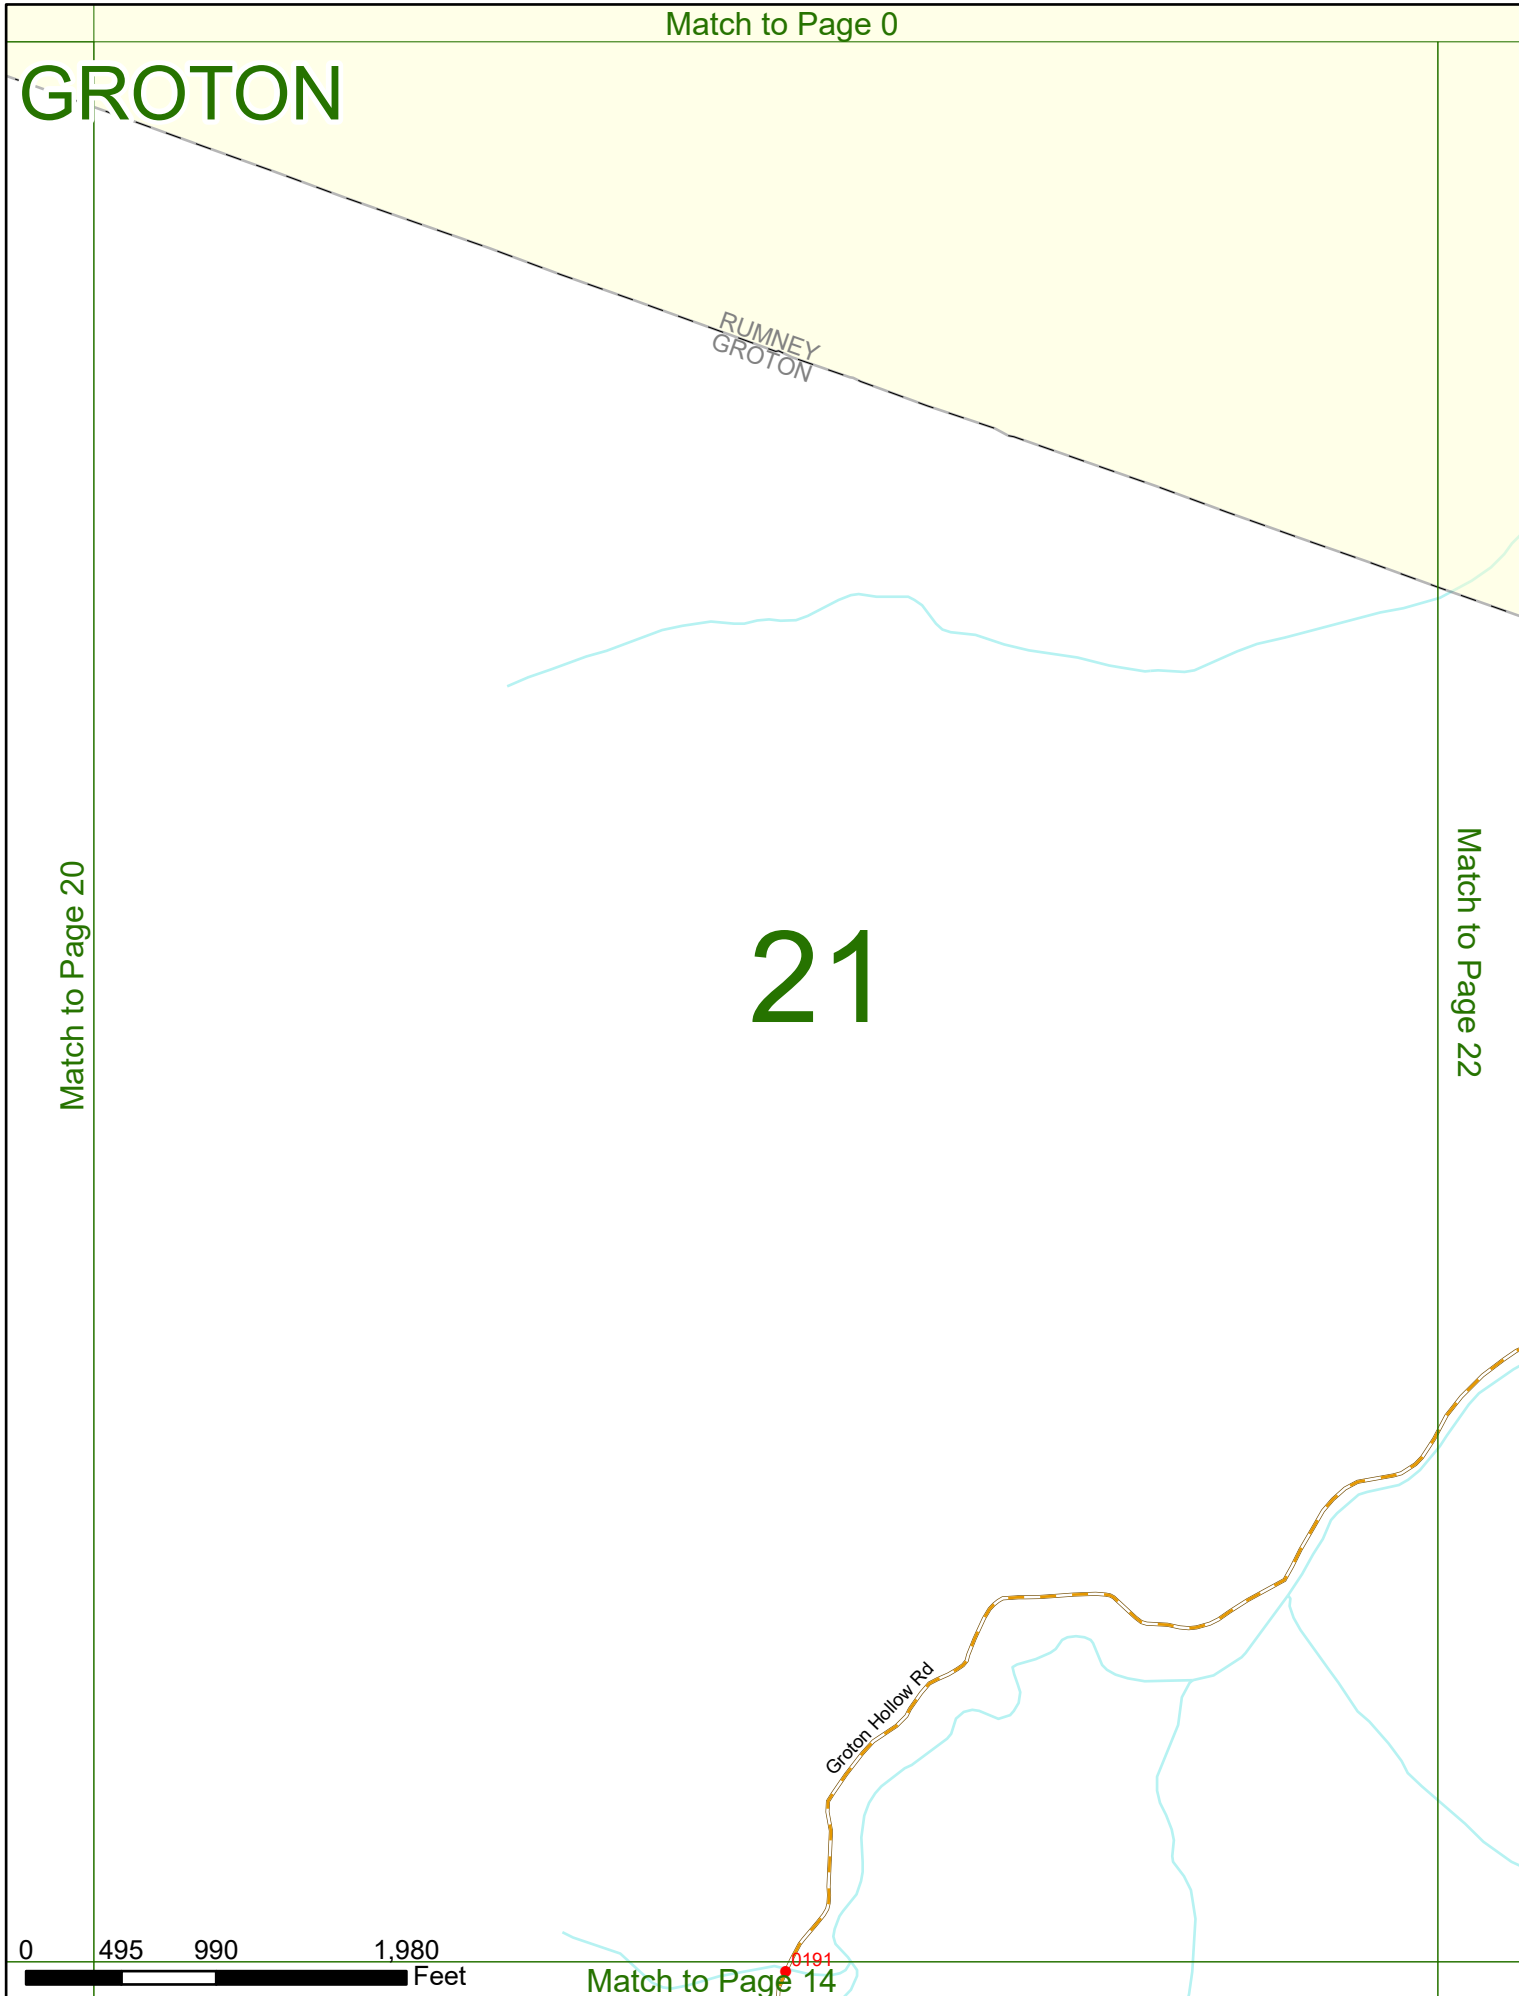 Match to Page 0
GROTON
RUMNEY
GROTON
Match to Page 20
21
Match to Page 22
Groton Hollow Rd
0191
0 495 990 1,980
Feet
Match to Page 14